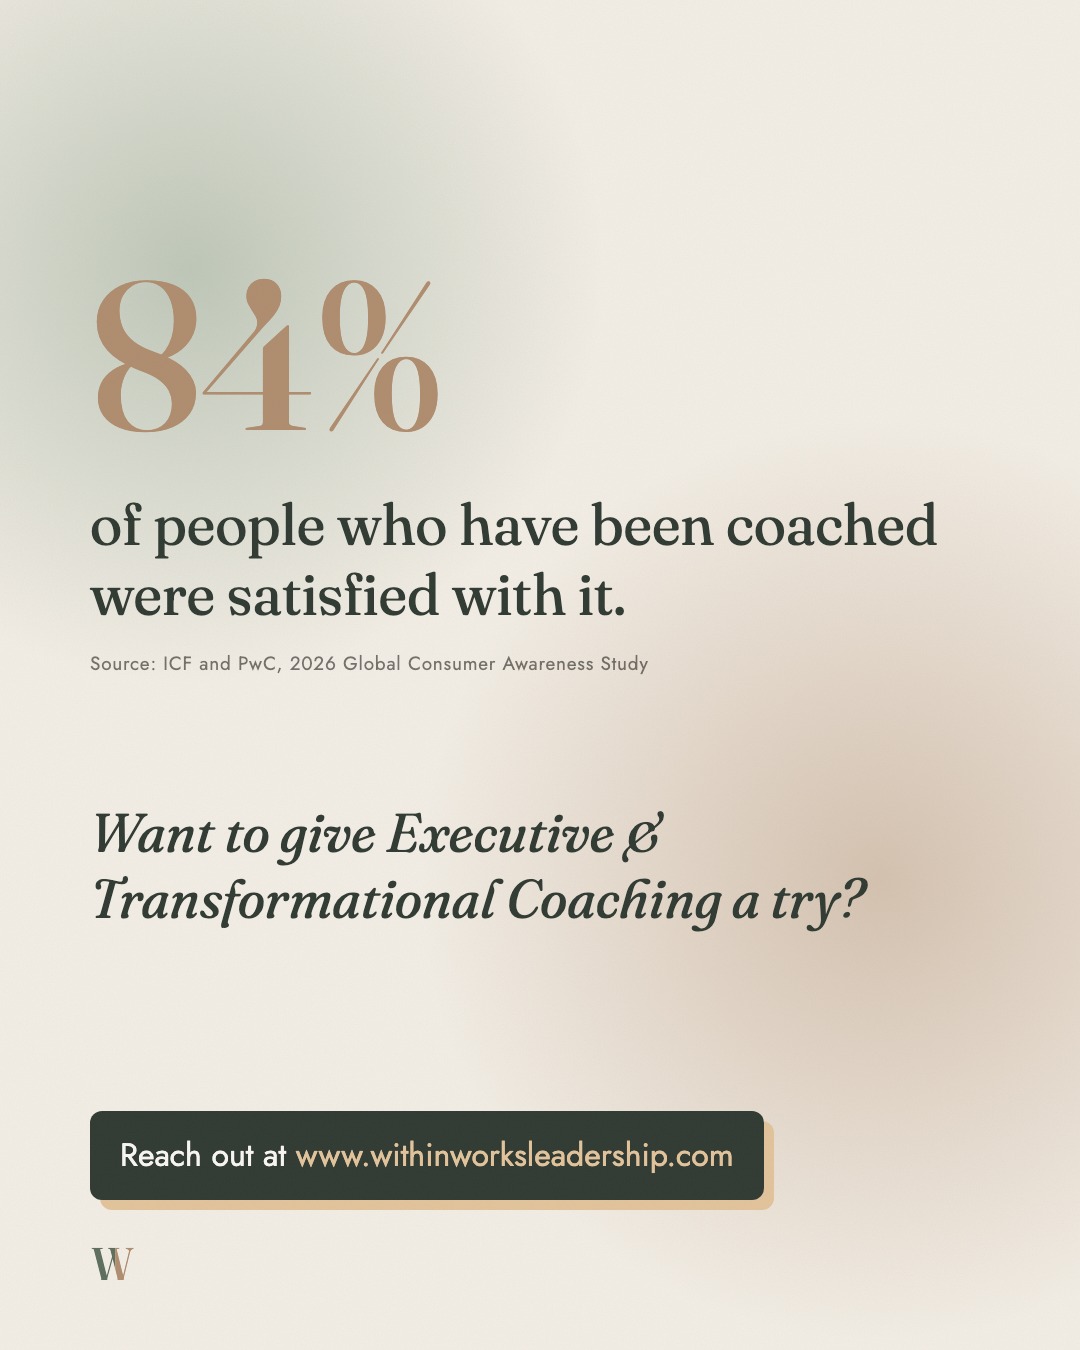 84%
of people who have been coached
were satisfied with it.
Source: ICF and PwC, 2026 Global Consumer Awareness Study
Want to give Executive &
Transformational Coaching a try?
Reach out at www.withinworksleadership.com
W